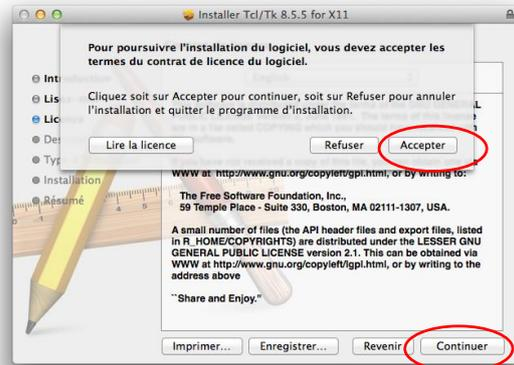 Installer Tcl/Tk 8.5.5 for X11
Pour poursuivre l'installation du logiciel, vous devez accepter les
termes du contrat de licence du logiciel.
Cliquez soit sur Accepter pour continuer, soit sur Refuser pour annuler
l'installation et quitter le programme d'installation.
Lire la licence
Refuser
Accepter
Installation
Résumé
WWW at http://www.gnu.org/copyleft/gpl.html, or by writing to:
The Free Software Foundation, Inc.,
59 Temple Place - Suite 330, Boston, MA 02111-1307, USA.
A small number of files (the API header files and export files, listed
in R_HOME/COPYRIGHTS) are distributed under the LESSER GNU
GENERAL PUBLIC LICENSE version 2.1. This can be obtained via
WWW at http://www.gnu.org/copyleft/lgpl.html, or by writing to the
address above
``Share and Enjoy."
Imprimer...
Enregistrer...
Revenir
Continuer